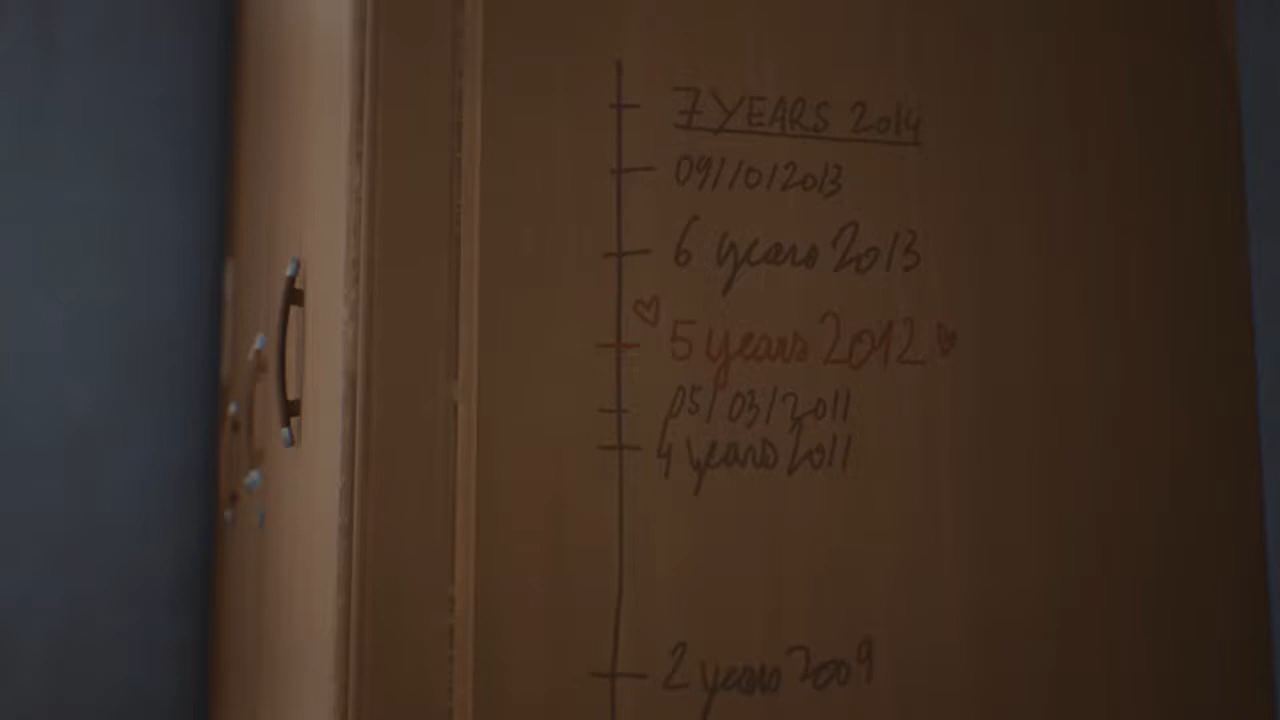 7 YEARS 2014
09/10/2013
6 years 2013
5 years 2012
05/03/2011
4 years 2011
2 years 2009